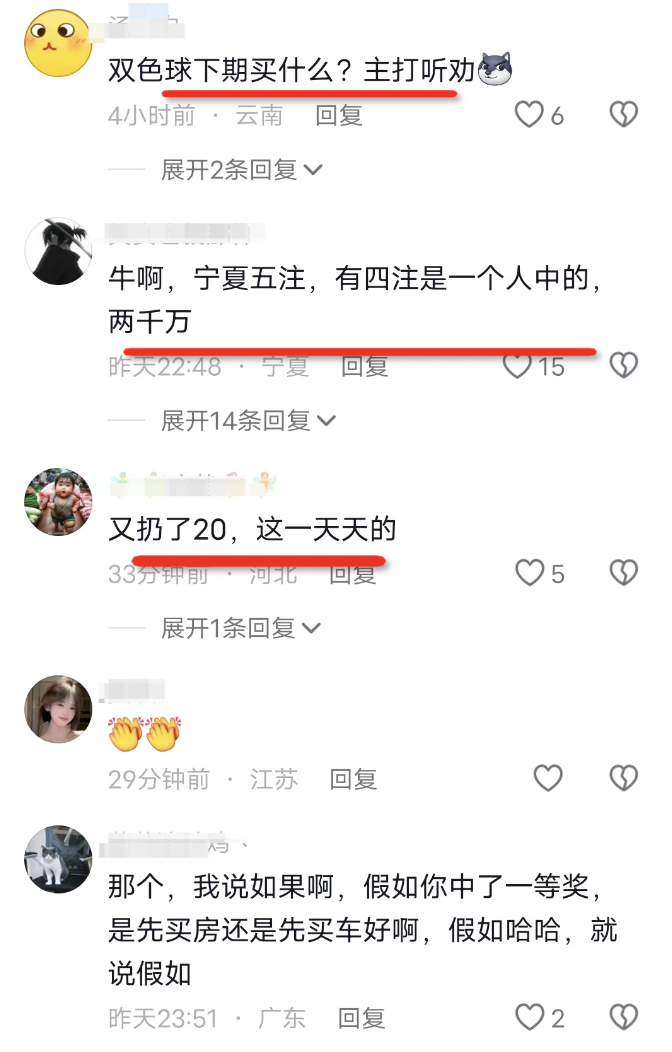 双色球下期买什么？主打听劝
4小时前 · 云南 回复 6
展开2条回复
牛啊，宁夏五注，有四注是一个人中的，
两千万
昨天22:48 · 宁夏 回复 15
展开14条回复
又扔了20，这一天天的
33分钟前 · 河北 回复 5
展开1条回复
29分钟前 · 江苏 回复
那个，我说如果啊，假如你中了一等奖，
是先买房还是先买车好啊，假如哈哈，就
说假如
昨天23:51 · 广东 回复 2